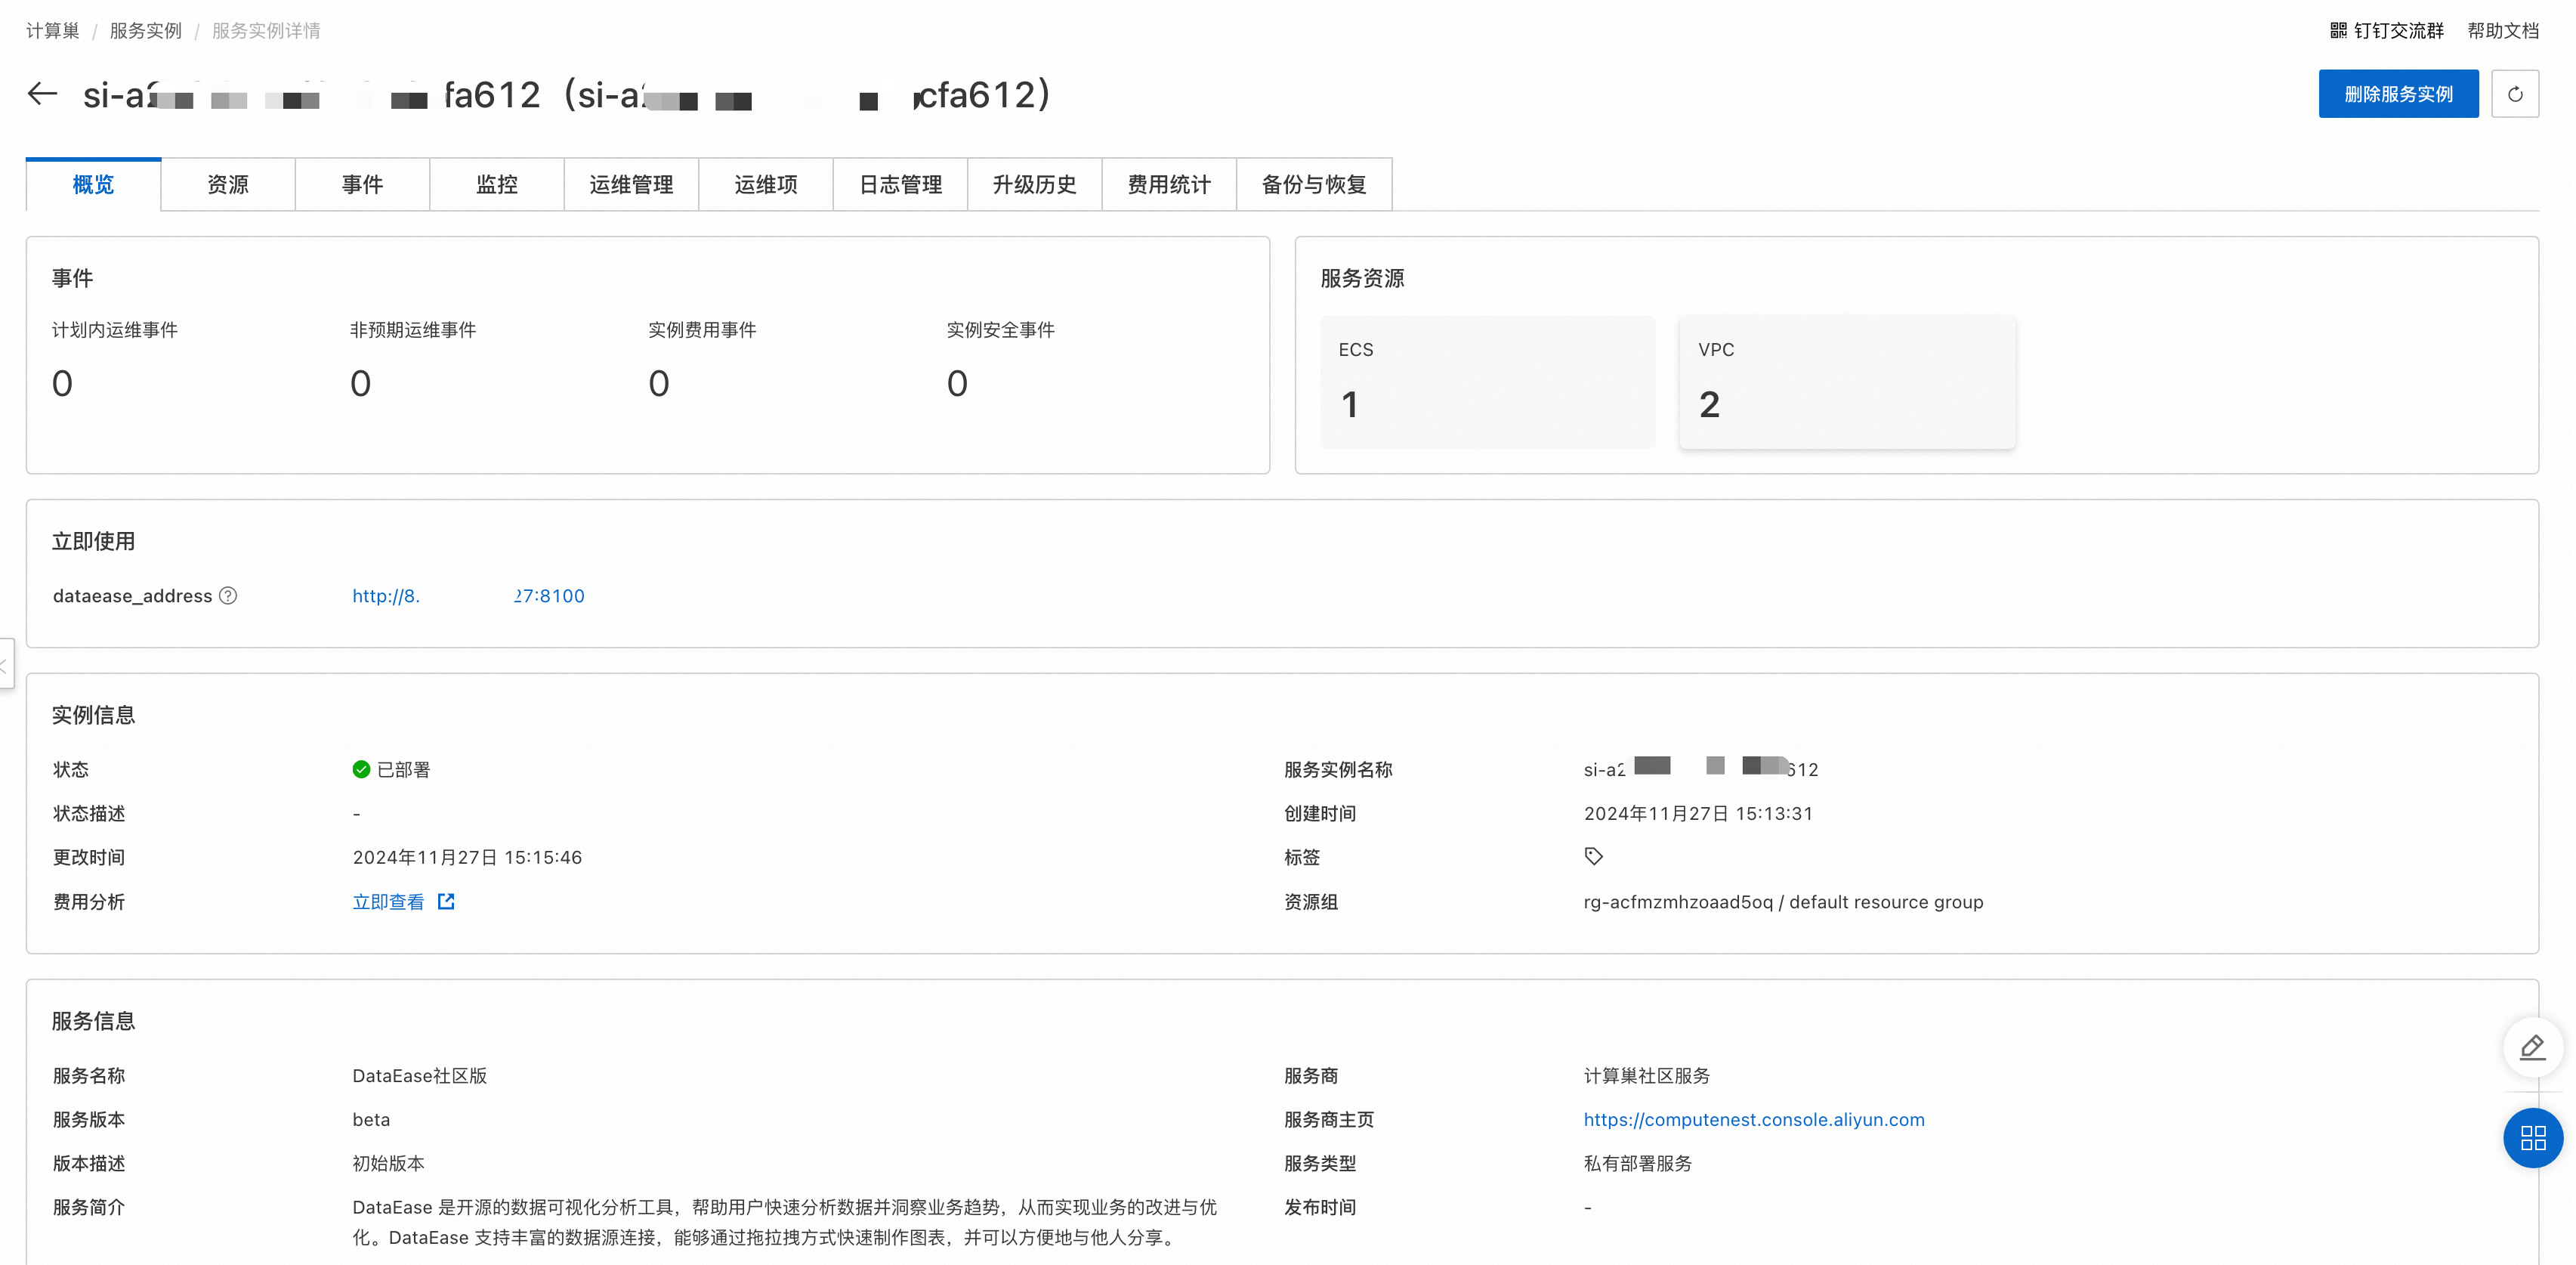 计算巢 / 服务实例 / 服务实例详情
钉钉交流群 帮助文档
si-a fa612 (si-a cfa612)
删除服务实例
概览 资源 事件 监控 运维管理 运维项 日志管理 升级历史 费用统计 备份与恢复
事件
计划内运维事件 非预期运维事件 实例费用事件 实例安全事件
0 0 0 0
服务资源
ECS VPC
1 2
立即使用
dataease_address http://8. 27:8100
实例信息
状态 已部署
服务实例名称 si-a2 612
状态描述 -
创建时间 2024年11月27日 15:13:31
更改时间 2024年11月27日 15:15:46
标签
费用分析 立即查看
资源组 rg-acfmzmhzoaad5oq / default resource group
服务信息
服务名称 DataEase社区版
服务商 计算巢社区服务
服务版本 beta
服务商主页 https://computenest.console.aliyun.com
版本描述 初始版本
服务类型 私有部署服务
服务简介 DataEase 是开源的数据可视化分析工具，帮助用户快速分析数据并洞察业务趋势，从而实现业务的改进与优
化。DataEase 支持丰富的数据源连接，能够通过拖拉拽方式快速制作图表，并可以方便地与他人分享。
发布时间 -